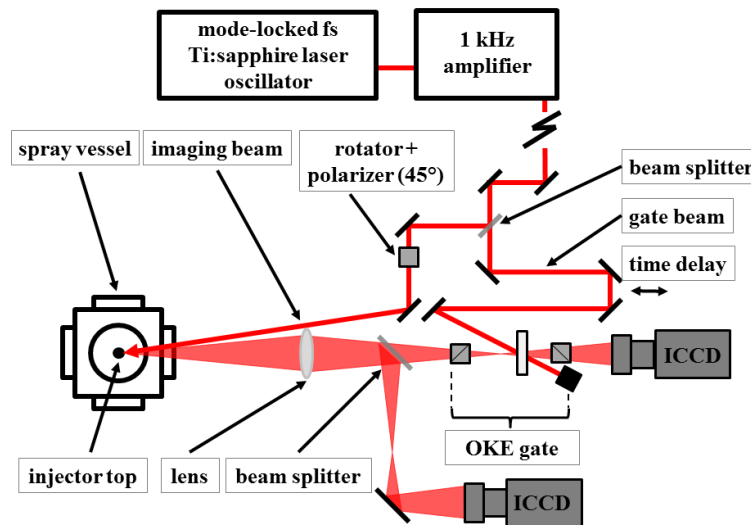 mode-locked fs
Ti:sapphire laser
oscillator
1 kHz
amplifier
spray vessel
imaging beam
rotator+
polarizer (45°)
beam splitter
gate beam
time delay
ICCD
OKE gate
injector top
lens
beam splitter
ICCD